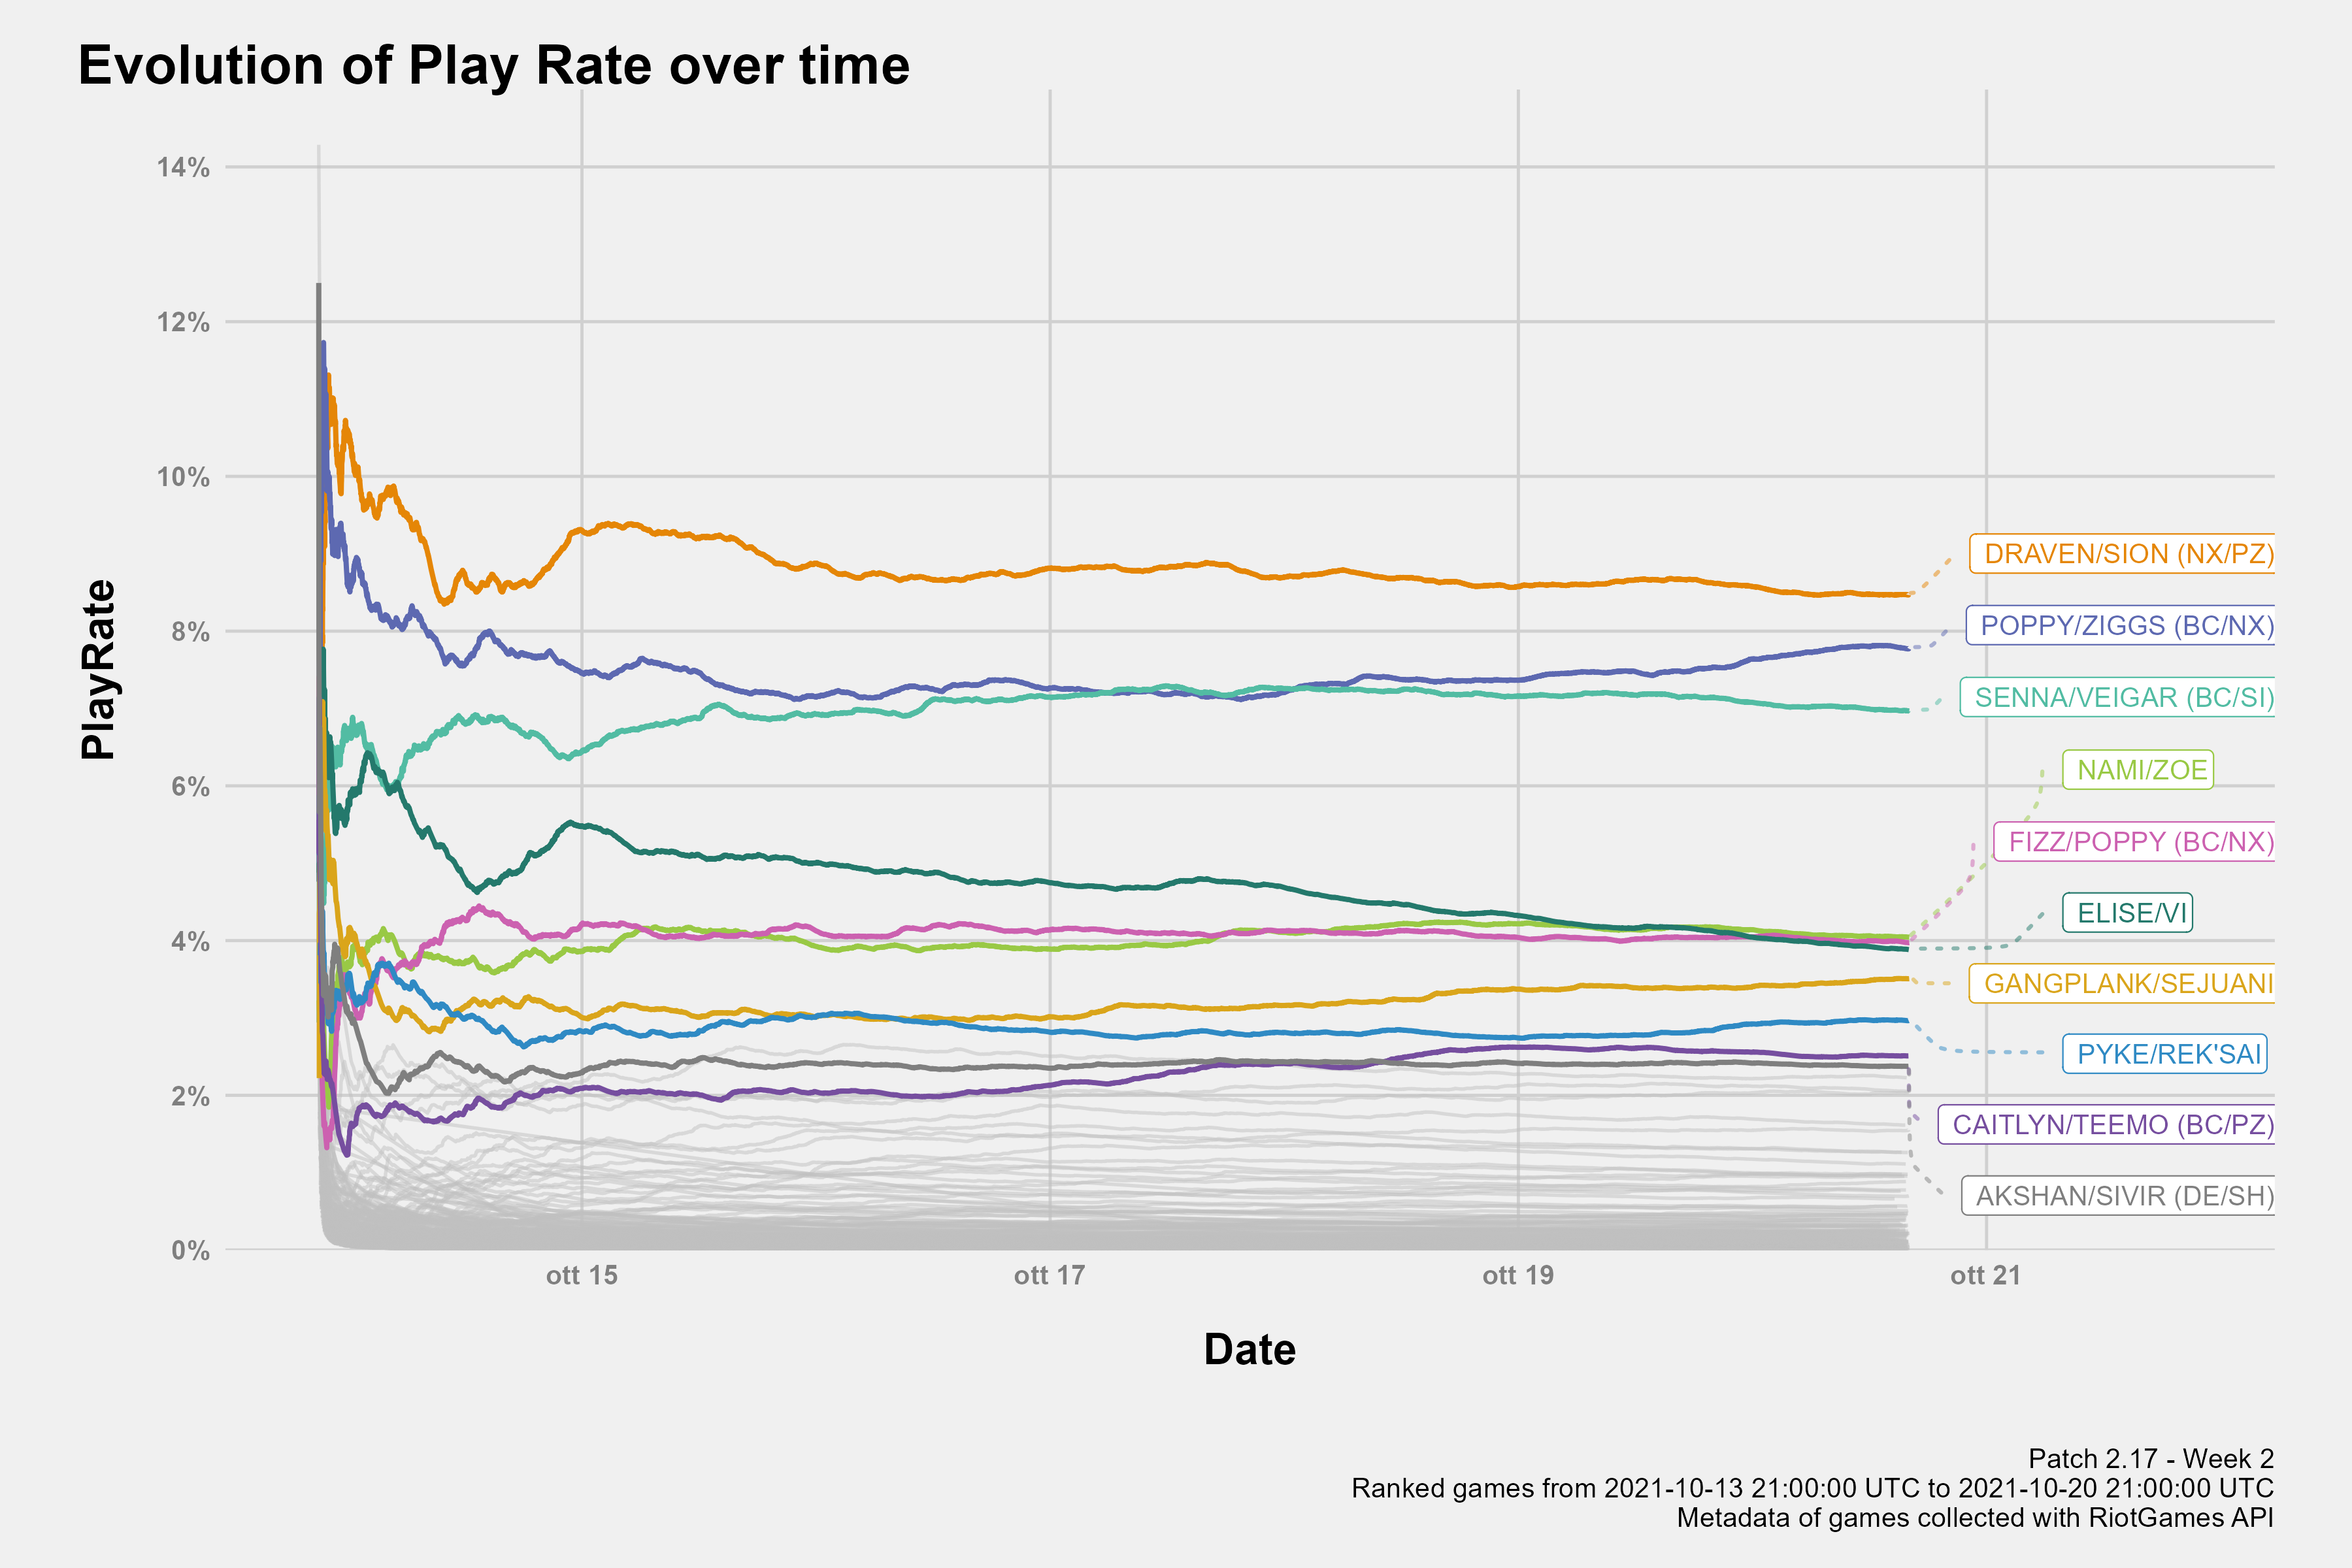 Evolution of Play Rate over time
PlayRate
14%
12%
10%
8%
6%
4%
2%
0%
DRAVEN/SION (NX/PZ)
POPPY/ZIGGS (BC/NX)
SENNA/VEIGAR (BC/SI)
NAMI/ZOE
FIZZ/POPPY (BC/NX)
ELISE/VI
GANGPLANK/SEJUANI
PYKE/REK'SAI
CAITLYN/TEEMO (BC/PZ)
AKSHAN/SIVIR (DE/SH)
ott 15
ott 17
ott 19
ott 21
Date
Patch 2.17 - Week 2
Ranked games from 2021-10-13 21:00:00 UTC to 2021-10-20 21:00:00 UTC
Metadata of games collected with RiotGames API